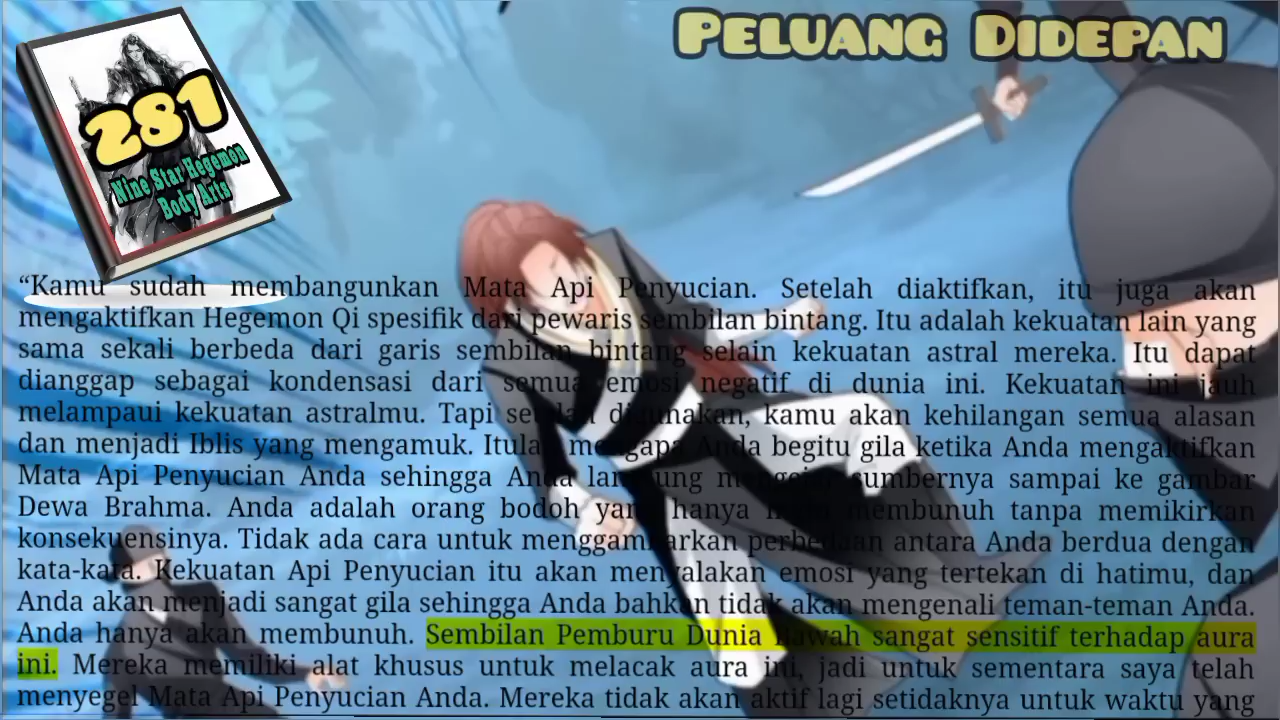 PELUANG DIDEPAN
281
Nine Star Hegemon
Body Arts
“Kamu sudah membangunkan Mata Api Penyucian. Setelah diaktifkan, itu juga akan
mengaktifkan Hegemon Qi spesifik dari pewaris sembilan bintang. Itu adalah kekuatan lain yang
sama sekali berbeda dari garis sembilan bintang selain kekuatan astral mereka. Itu dapat
dianggap sebagai kondensasi dari semua emosi negatif di dunia ini. Kekuatan ini jauh
melampaui kekuatan astralmu. Tapi setelah digunakan, kamu akan kehilangan semua alasan
dan menjadi Iblis yang mengamuk. Itulah mengapa Anda begitu gila ketika Anda mengaktifkan
Mata Api Penyucian Anda sehingga Anda langsung mengejar sumbernya sampai ke gambar
Dewa Brahma. Anda adalah orang bodoh yang hanya ingin membunuh tanpa memikirkan
konsekuensinya. Tidak ada cara untuk menggambarkan perbedaan antara Anda berdua dengan
kata-kata. Kekuatan Api Penyucian itu akan menyalakan emosi yang tertekan di hatimu, dan
Anda akan menjadi sangat gila sehingga Anda bahkan tidak akan mengenali teman-teman Anda.
Anda hanya akan membunuh. Sembilan Pemburu Dunia Bawah sangat sensitif terhadap aura
ini. Mereka memiliki alat khusus untuk melacak aura ini, jadi untuk sementara saya telah
menyegel Mata Api Penyucian Anda. Mereka tidak akan aktif lagi setidaknya untuk waktu yang